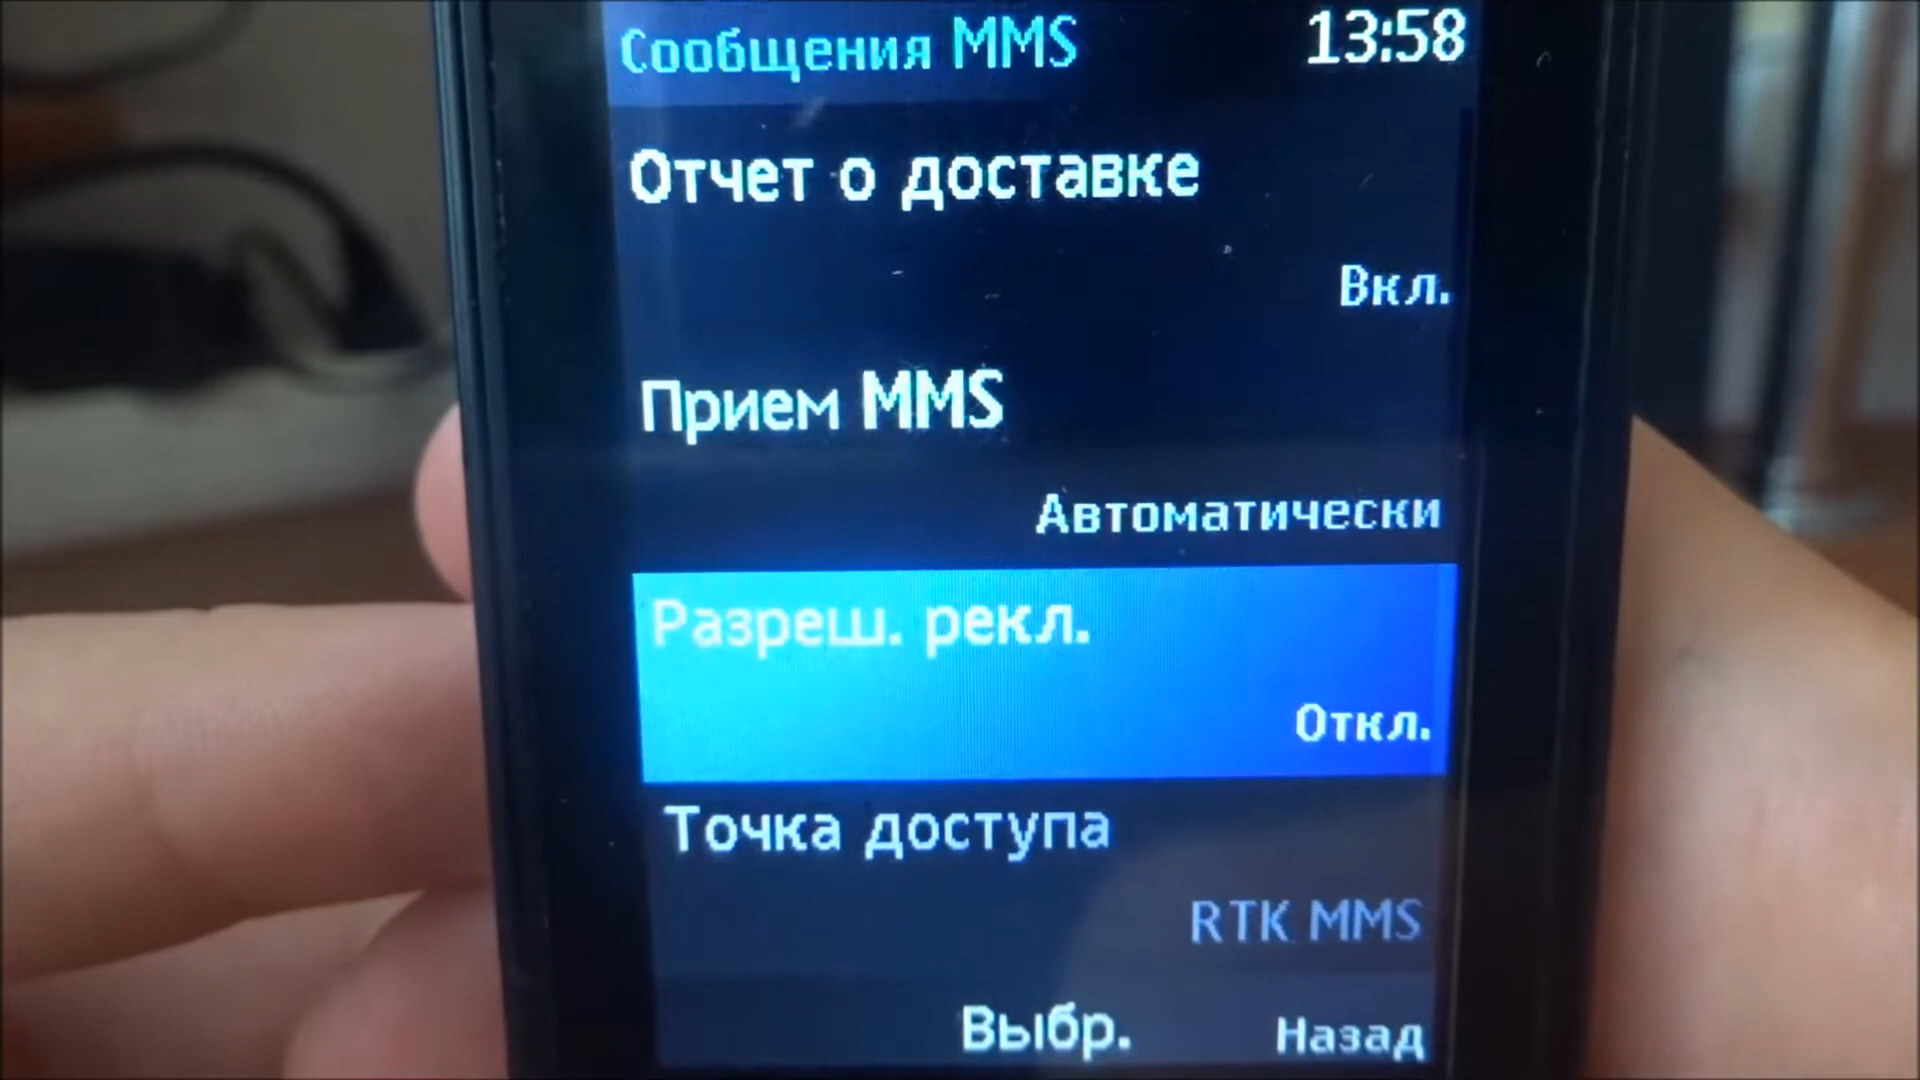 Сообщения MMS 13:58
Отчет о доставке
Вкл.
Прием MMS
Автоматически
Разреш. рекл.
Откл.
Точка доступа
RTK MMS
Выбр. Назад